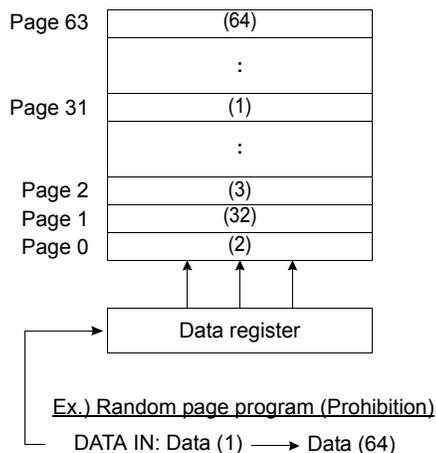 Page 63 (64)
:
Page 31 (1)
:
Page 2 (3)
Page 1 (32)
Page 0 (2)
Data register
Ex.) Random page program (Prohibition)
DATA IN: Data (1) Data (64)